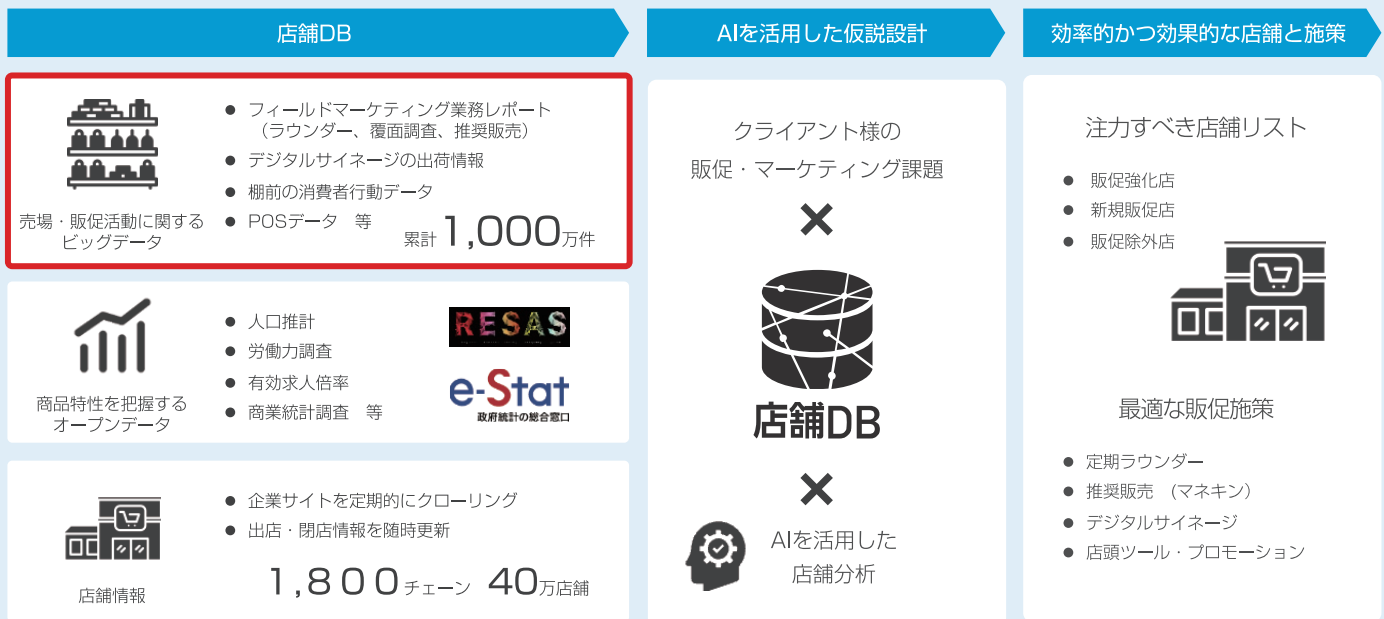 店舗DB
AIを活用した仮説設計
効率的かつ効果的な店舗と施策
売場・販促活動に関する
ビッグデータ
● フィールドマーケティング業務レポート
（ラウンダー、覆面調査、推奨販売）
● デジタルサイネージの出荷情報
● 棚前の消費者行動データ
● POSデータ　等
累計1,000万件
商品特性を把握する
オープンデータ
● 人口推計
● 労働力調査
● 有効求人倍率
● 商業統計調査　等
RESAS
e-Stat
政府統計の総合窓口
店舗情報
● 企業サイトを定期的にクローリング
● 出店・閉店情報を随時更新
1,800チェーン 40万店舗
クライアント様の
販促・マーケティング課題
×
店舗DB
×
AIを活用した
店舗分析
注力すべき店舗リスト
● 販促強化店
● 新規販促店
● 販促除外店
最適な販促施策
● 定期ラウンダー
● 推奨販売　(マネキン）
● デジタルサイネージ
● 店頭ツール・プロモーション